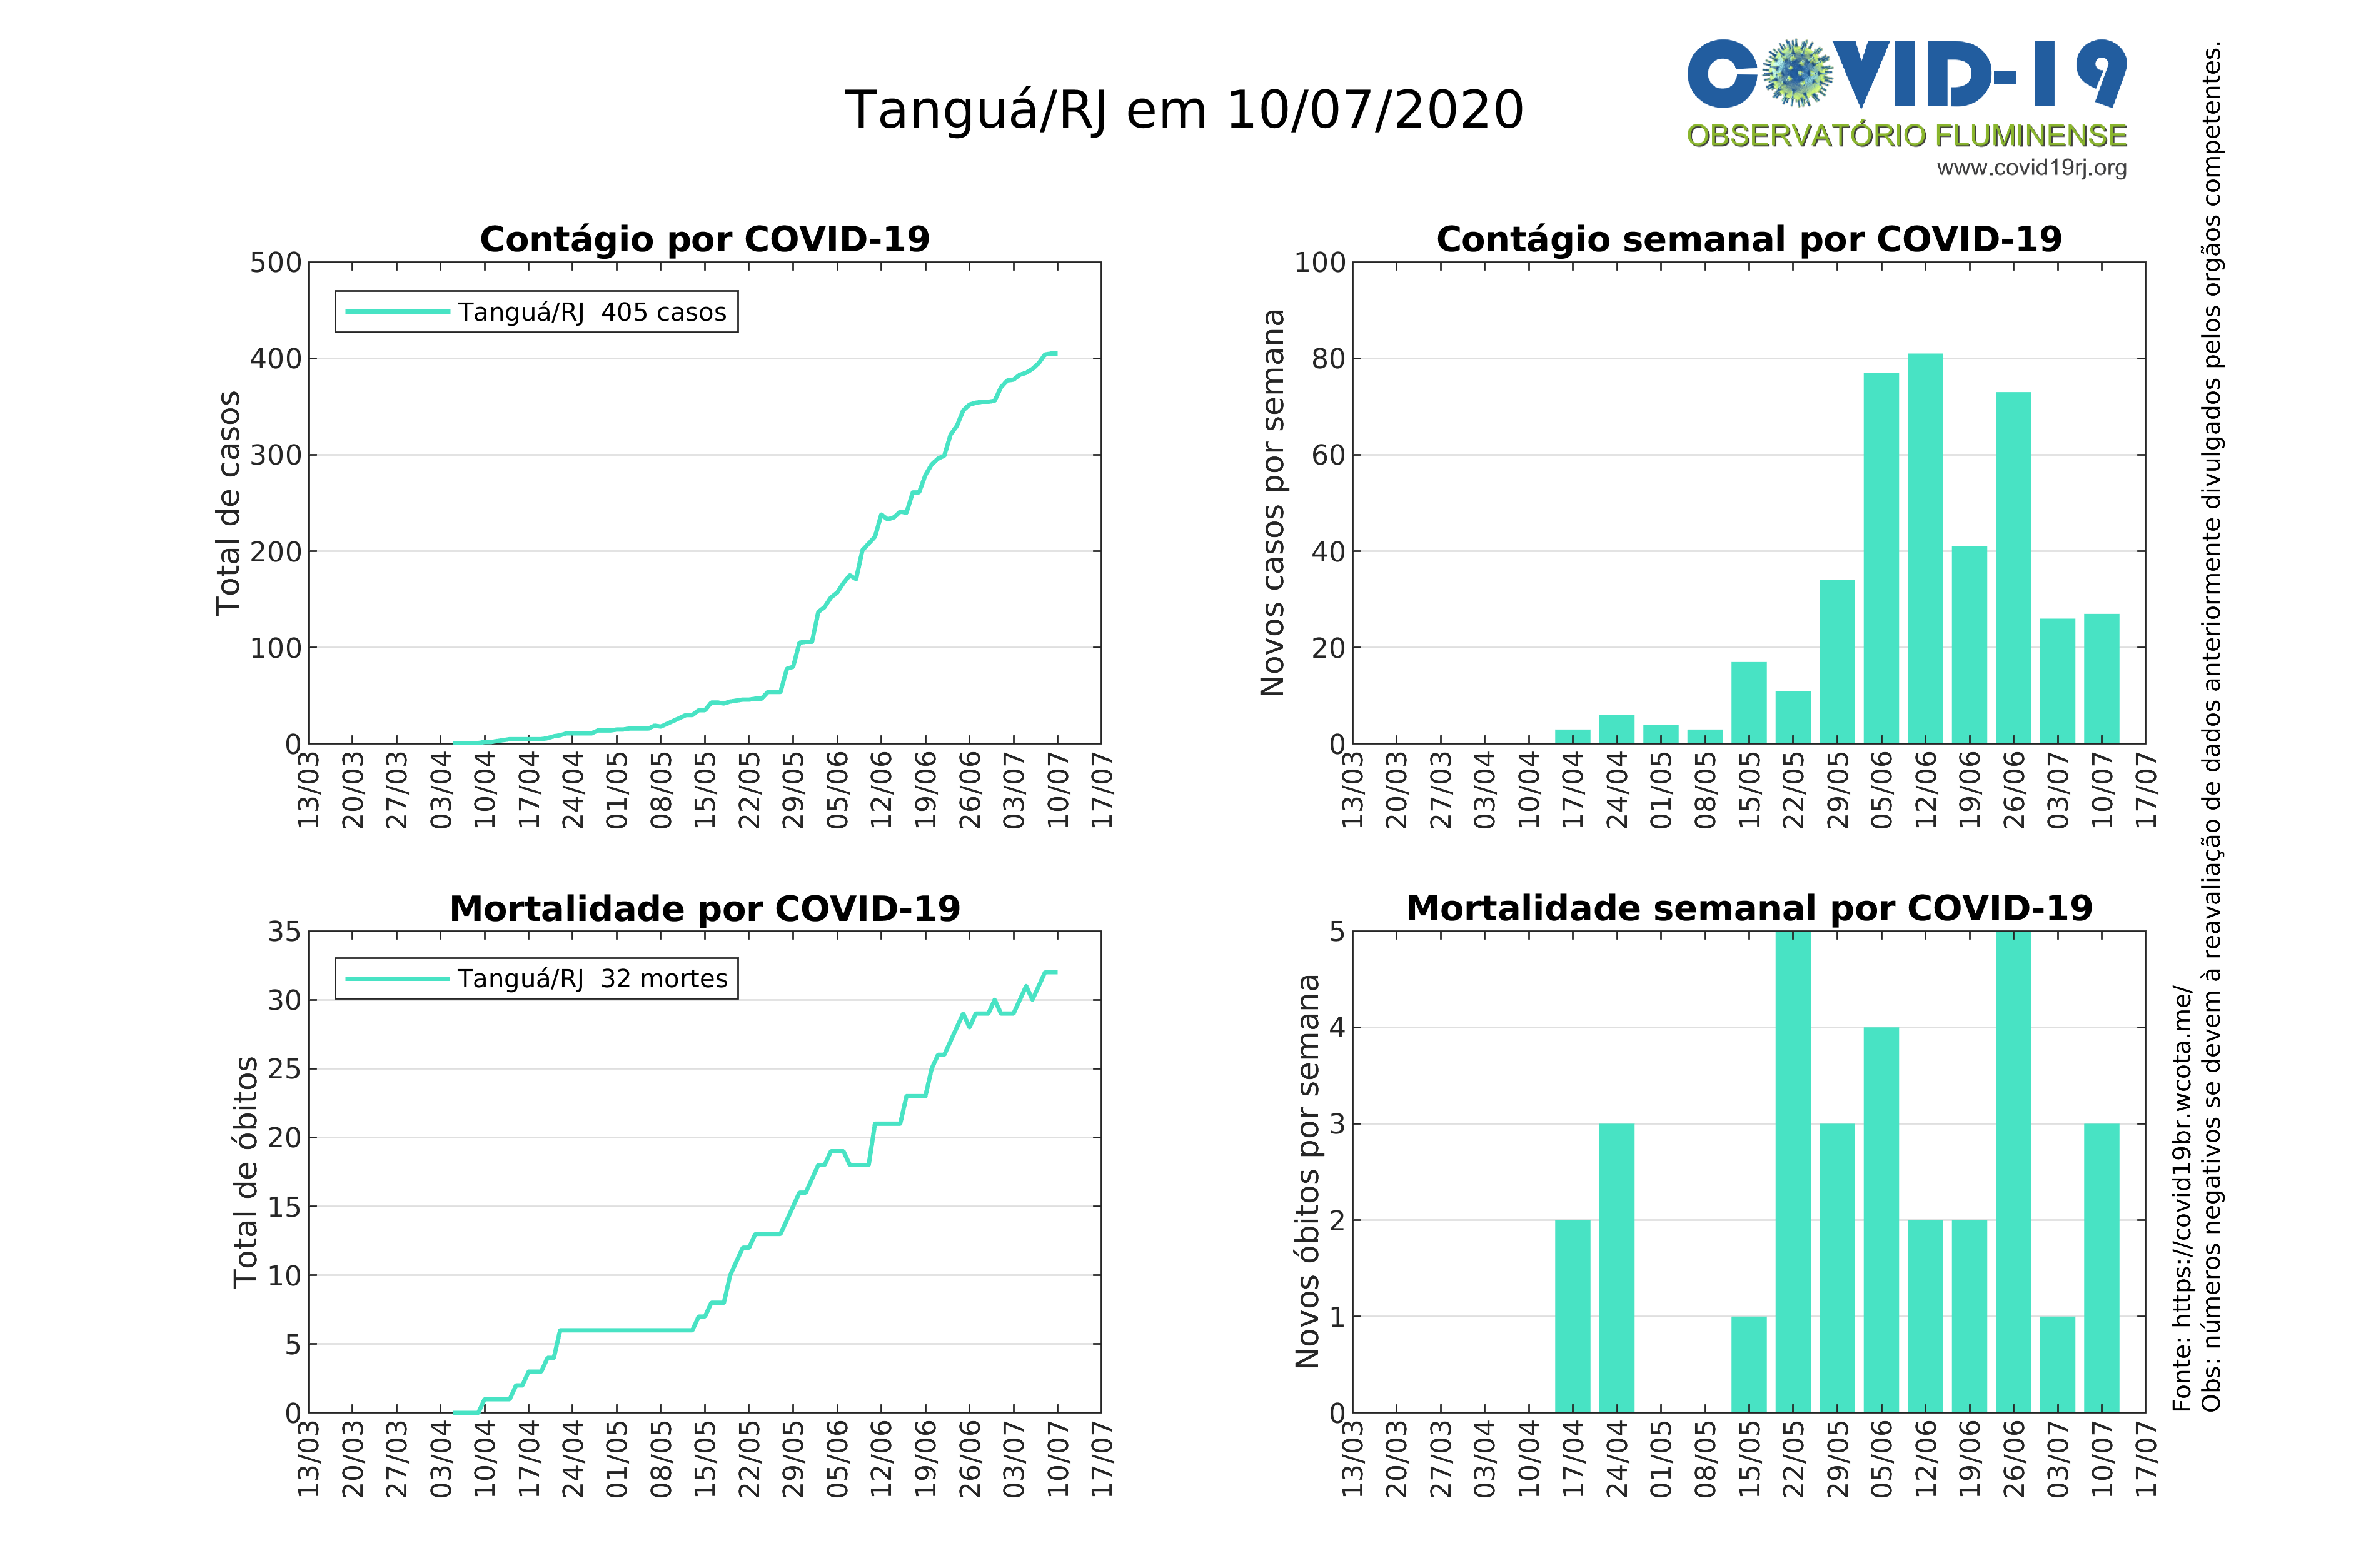 Tanguá/RJ em 10/07/2020
COVID-19
OBSERVATÓRIO FLUMINENSE
www.covid19rj.org
Contágio por COVID-19
Total de casos
500
400
300
200
100
0
Tanguá/RJ 405 casos
13/03 20/03 27/03 03/04 10/04 17/04 24/04 01/05 08/05 15/05 22/05 29/05 05/06 12/06 19/06 26/06 03/07 10/07 17/07
Contágio semanal por COVID-19
Novos casos por semana
100
80
60
40
20
0
13/03 20/03 27/03 03/04 10/04 17/04 24/04 01/05 08/05 15/05 22/05 29/05 05/06 12/06 19/06 26/06 03/07 10/07 17/07
Mortalidade por COVID-19
Total de óbitos
35
30
25
20
15
10
5
0
Tanguá/RJ 32 mortes
13/03 20/03 27/03 03/04 10/04 17/04 24/04 01/05 08/05 15/05 22/05 29/05 05/06 12/06 19/06 26/06 03/07 10/07 17/07
Mortalidade semanal por COVID-19
Novos óbitos por semana
5
4
3
2
1
0
13/03 20/03 27/03 03/04 10/04 17/04 24/04 01/05 08/05 15/05 22/05 29/05 05/06 12/06 19/06 26/06 03/07 10/07 17/07
Fonte: https://covid19br.wcota.me/
Obs: números negativos se devem à reavaliação de dados anteriormente divulgados pelos orgãos competentes.